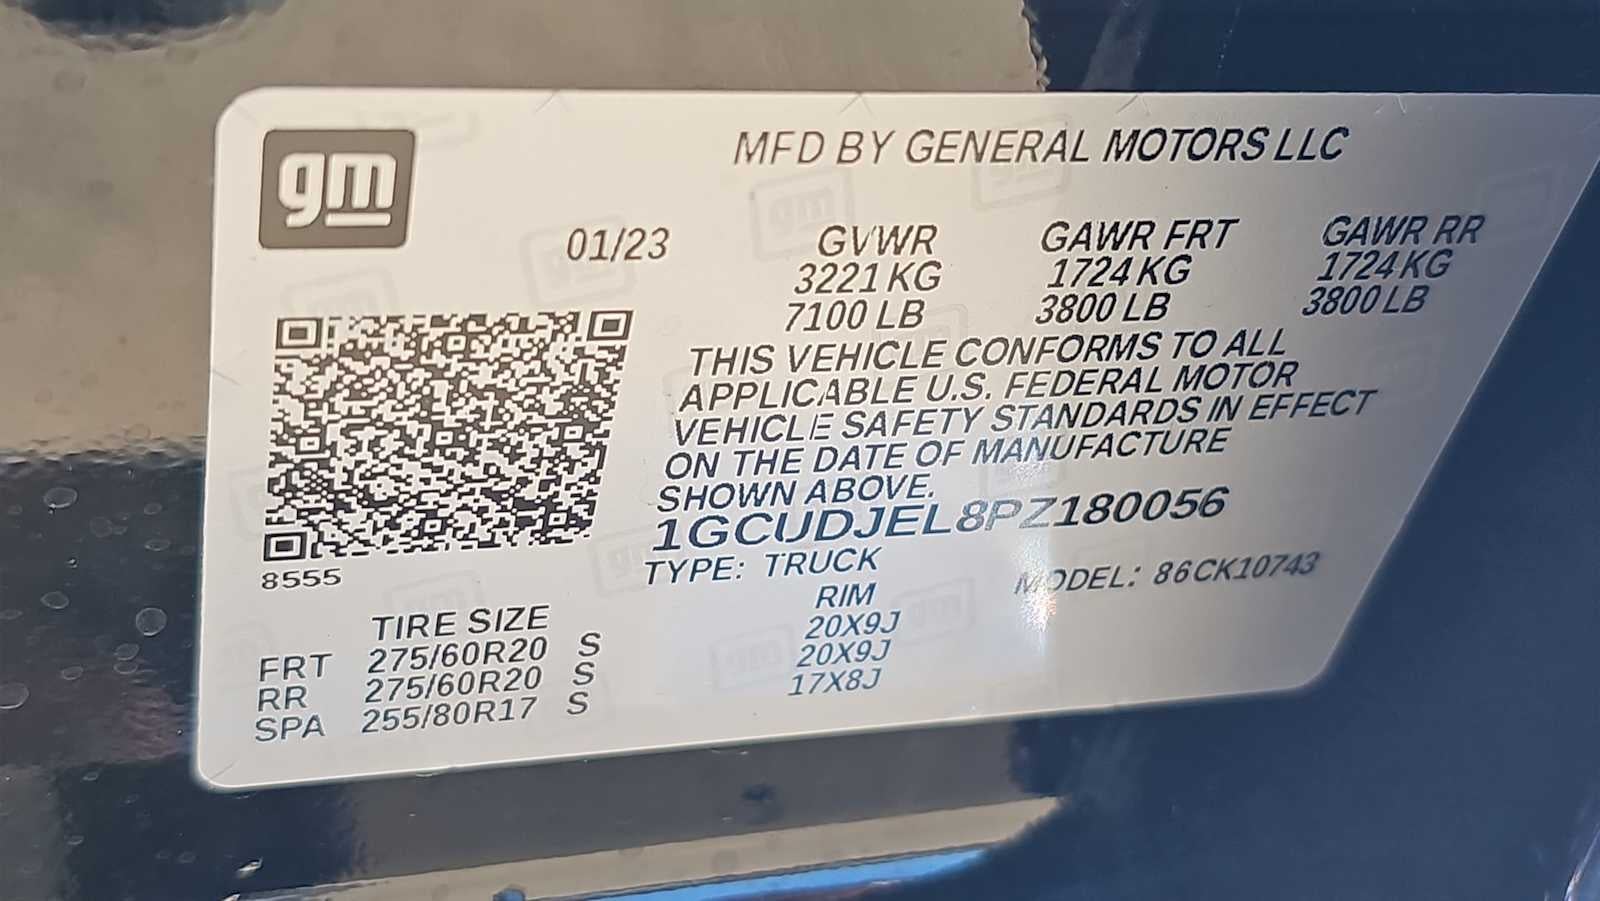 gm
MFD BY GENERAL MOTORS LLC
01/23 GVWR GAWR FRT GAWR RR
3221 KG 1724 KG 1724 KG
7100 LB 3800 LB 3800 LB
THIS VEHICLE CONFORMS TO ALL
APPLICABLE U.S. FEDERAL MOTOR
VEHICLE SAFETY STANDARDS IN EFFECT
ON THE DATE OF MANUFACTURE
SHOWN ABOVE.
1GCUDJEL8PZ180056
8555
TYPE: TRUCK MODEL: 86CK10743
TIRE SIZE RIM
FRT 275/60R20 S 20X9J
RR 275/60R20 S 20X9J
SPA 255/80R17 S 17X8J